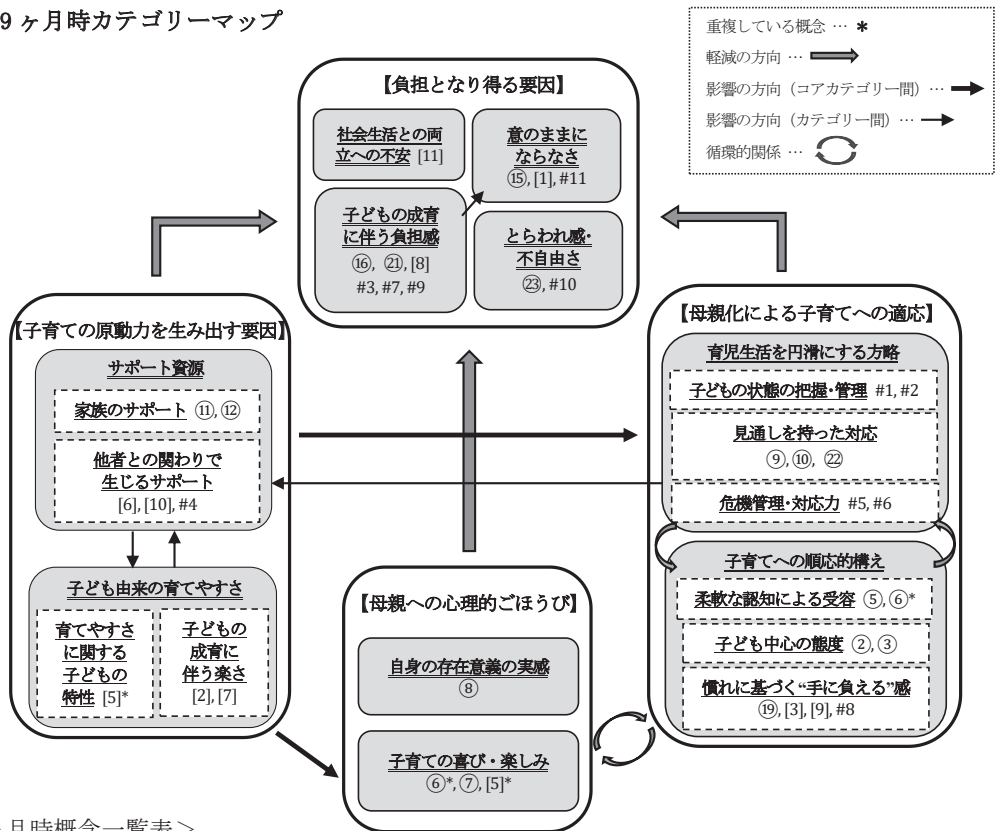 9ヶ月時カテゴリーマップ
重複している概念 … *
軽減の方向 …
影響の方向（コアカテゴリー間）…
影響の方向（カテゴリー間）…
循環的関係 …
【負担となり得る要因】
社会生活との両
立への不安 [11]
意のままに
ならなさ
⑮, [1], #11
子どもの成育
に伴う負担感
⑯, ㉑, [8]
#3, #7, #9
とらわれ感・
不自由さ
㉓, #10
【子育ての原動力を生み出す要因】
サポート資源
家族のサポート ⑪, ⑫
他者との関わりで
生じるサポート
[6], [10], #4
子ども由来の育てやすさ
育てやすさ
に関する
子どもの
特性 [5]*
子どもの
成育に
伴う楽さ
[2], [7]
【母親への心理的ごほうび】
自身の存在意義の実感
⑧
子育ての喜び・楽しみ
⑥*, ⑦, [5]*
【母親化による子育てへの適応】
育児生活を円滑にする方略
子どもの状態の把握・管理 #1, #2
見通しを持った対応
⑨, ⑩, ㉒
危機管理・対応力 #5, #6
子育てへの順応的構え
柔軟な認知による受容 ⑤, ⑥*
子ども中心の態度 ②, ③
慣れに基づく“手に負える”感
⑲, [3], [9], #8
月時概念一覧表＞